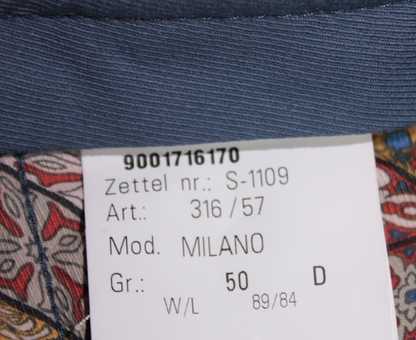 9001716170
Zettel nr.: S-1109
Art.: 316/57
Mod. MILANO
Gr.: 50 D
W/L 89/84